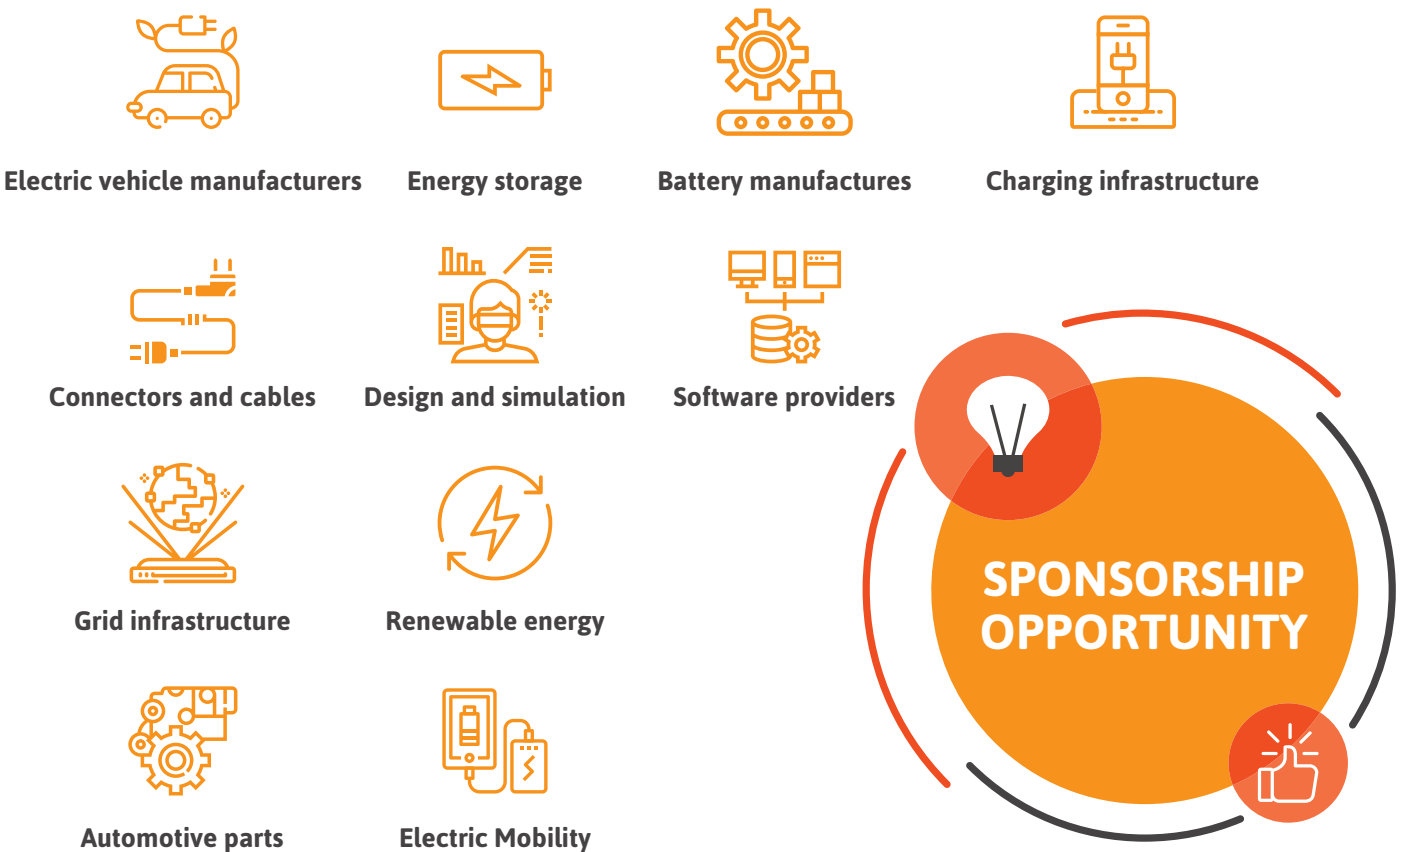 Electric vehicle manufacturers
Energy storage
Battery manufactures
Charging infrastructure
Connectors and cables
Design and simulation
Software providers
Grid infrastructure
Renewable energy
SPONSORSHIP
OPPORTUNITY
Automotive parts
Electric Mobility